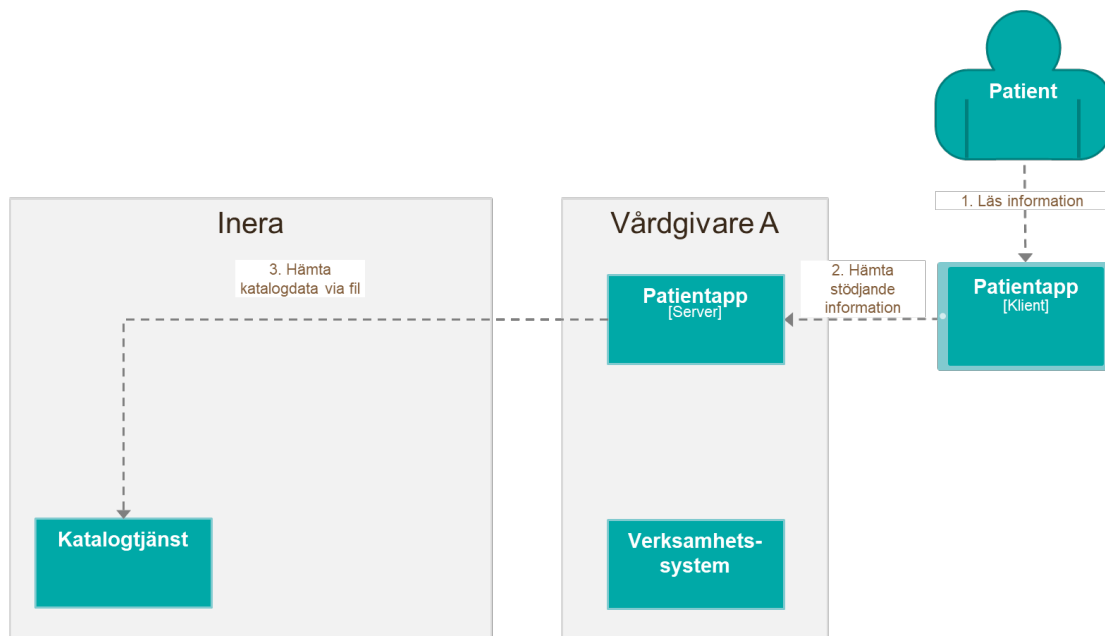 Patient
1. Läs information
Inera
Vårdgivare A
3. Hämta
katalogdata via fil
2. Hämta
stödjande
information
Patientapp
[Server]
Patientapp
[Klient]
Katalogtjänst
Verksamhets-
system